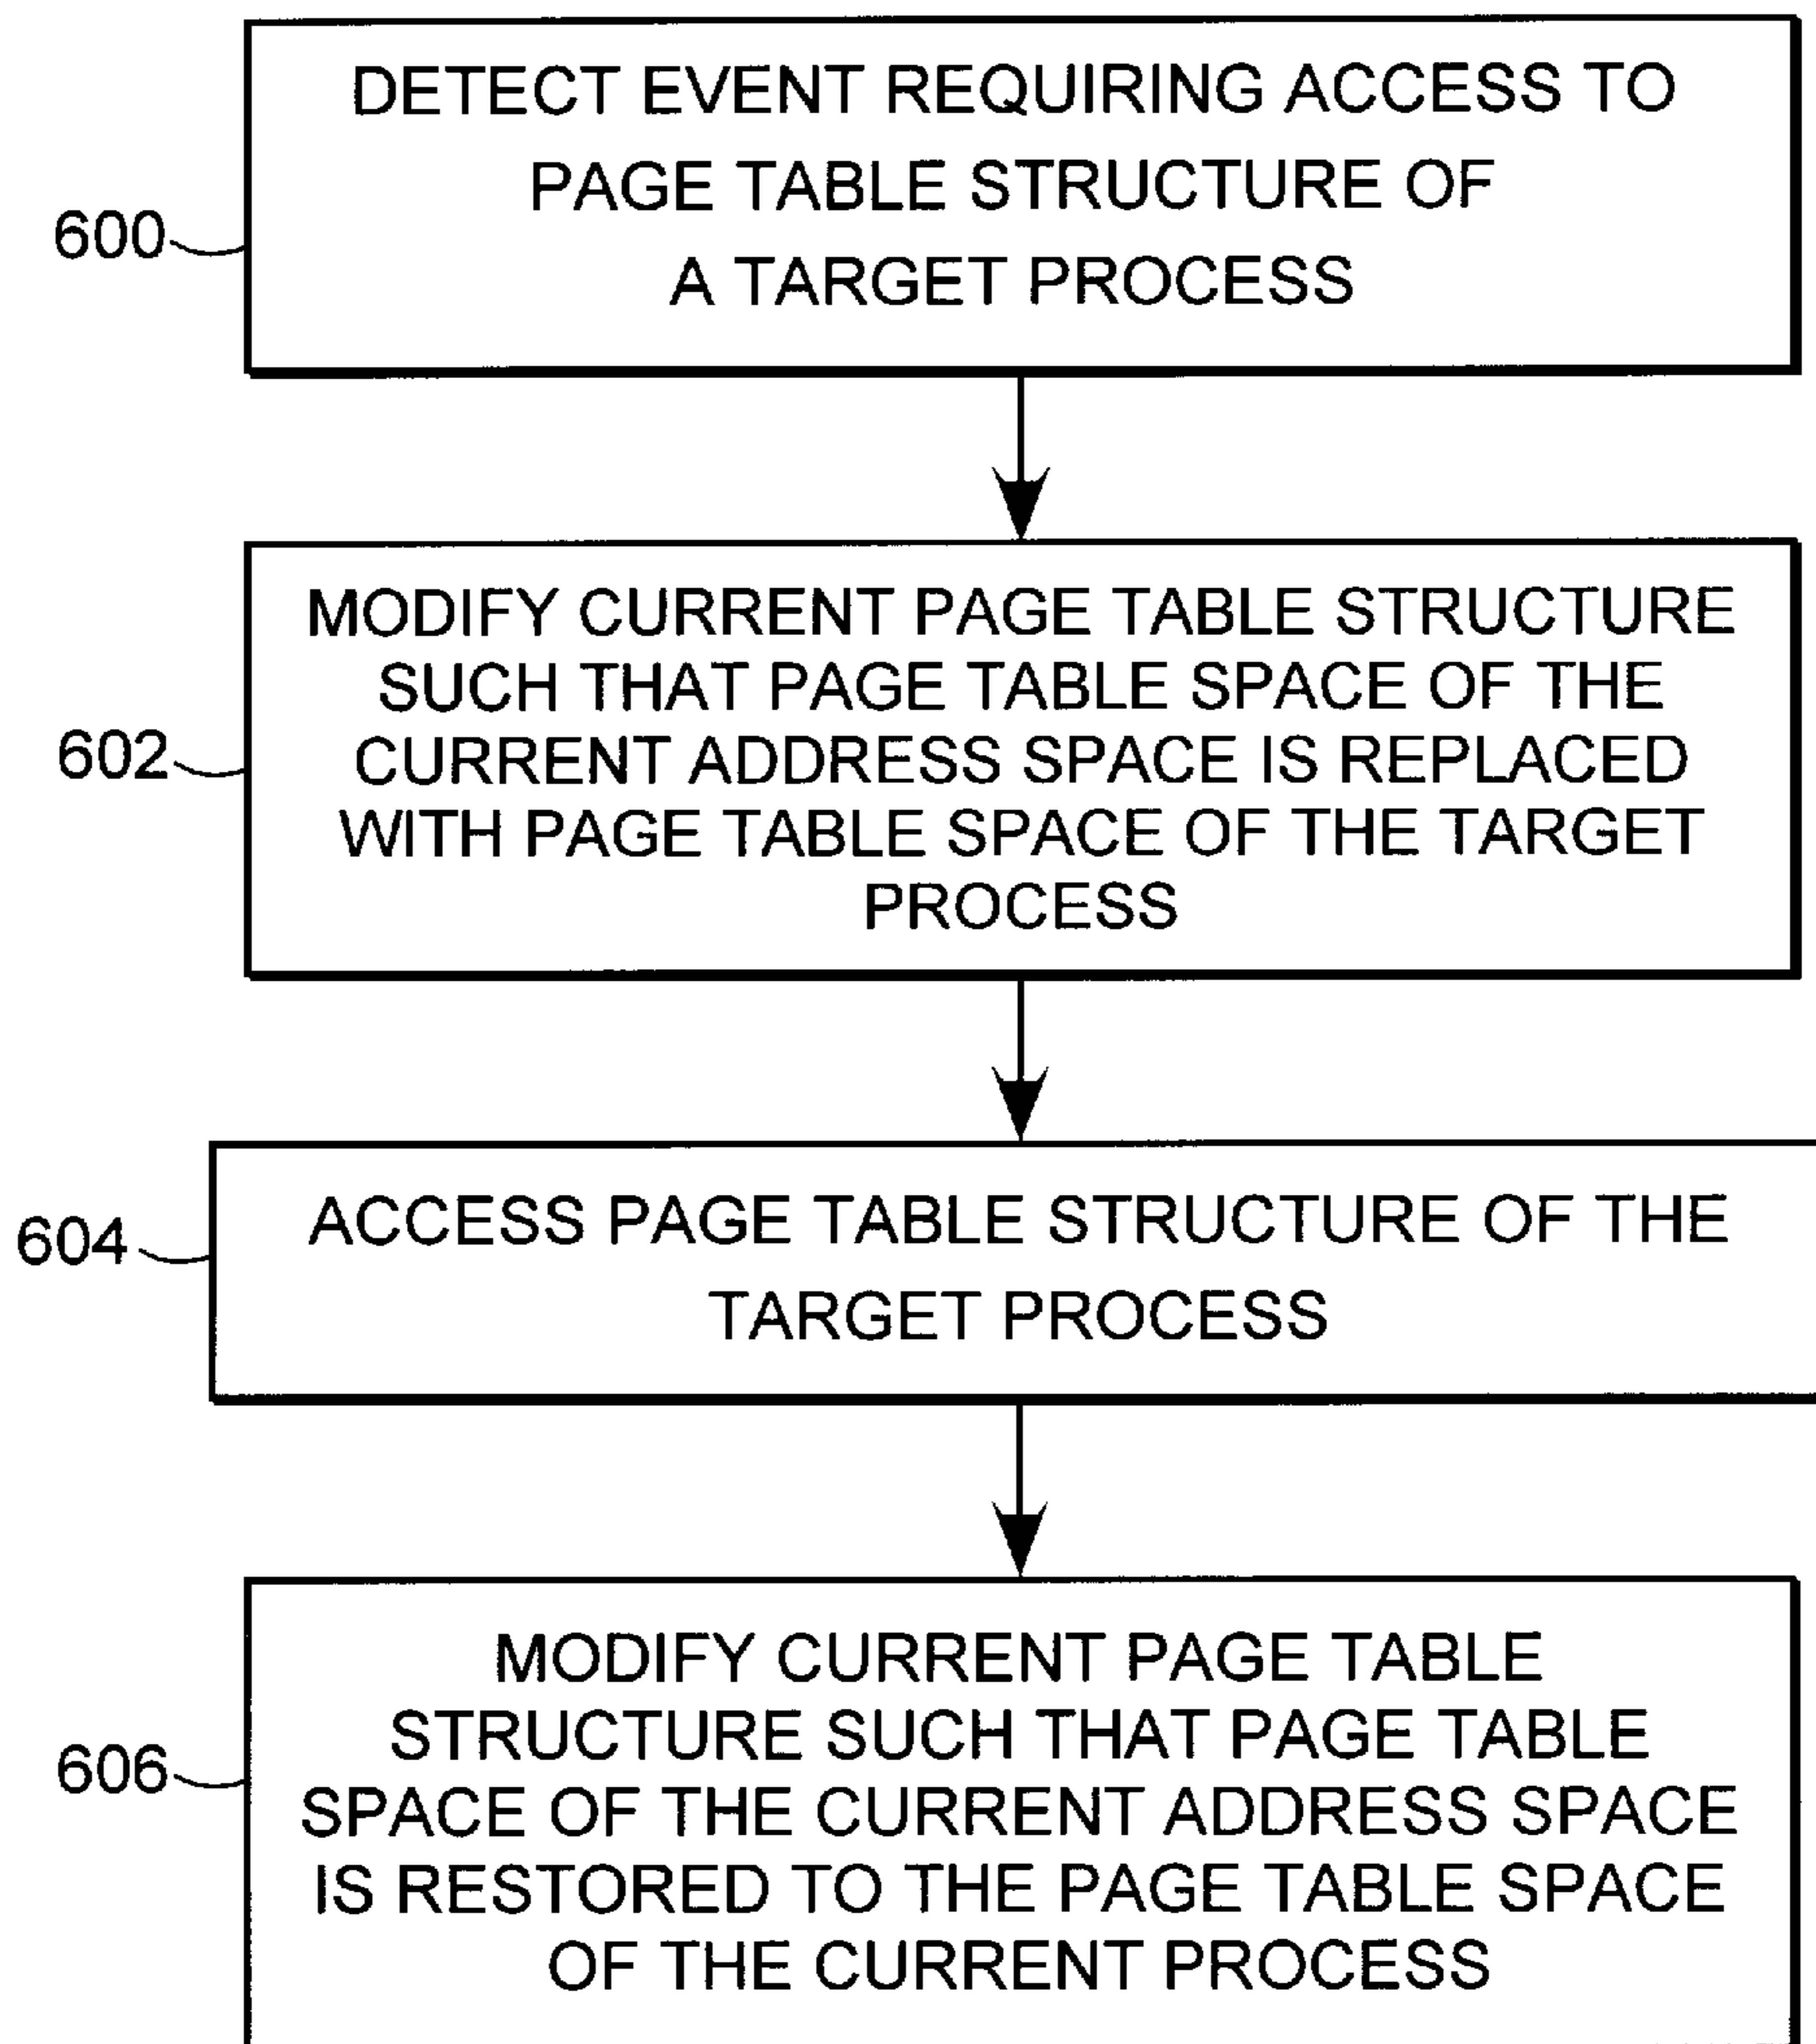 DETECT EVENT REQUIRING ACCESS TO
PAGE TABLE STRUCTURE OF
A TARGET PROCESS
600
MODIFY CURRENT PAGE TABLE STRUCTURE
SUCH THAT PAGE TABLE SPACE OF THE
CURRENT ADDRESS SPACE IS REPLACED
WITH PAGE TABLE SPACE OF THE TARGET
PROCESS
602
ACCESS PAGE TABLE STRUCTURE OF THE
TARGET PROCESS
604
MODIFY CURRENT PAGE TABLE
STRUCTURE SUCH THAT PAGE TABLE
SPACE OF THE CURRENT ADDRESS SPACE
IS RESTORED TO THE PAGE TABLE SPACE
OF THE CURRENT PROCESS
606